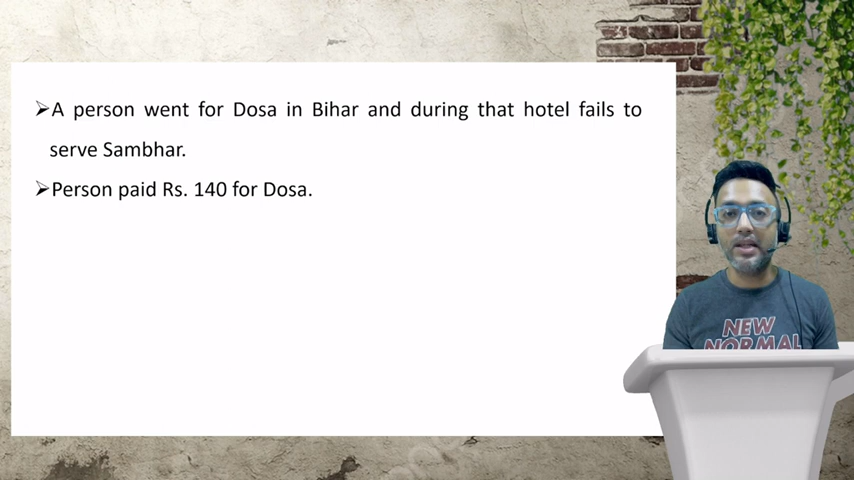 ➢A person went for Dosa in Bihar and during that hotel fails to
serve Sambhar.
➢Person paid Rs. 140 for Dosa.
NEW
NORMAL